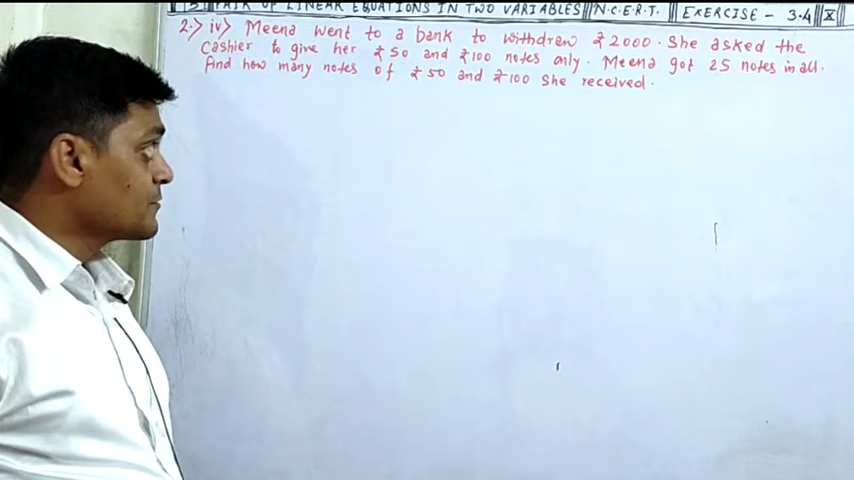 3 PAIR OF LINEAR EQUATIONS IN TWO VARIABLES N.C.E.R.T. EXERCISE - 3.4 X
2.> iv> Meena went to a bank to withdraw ₹2000. She asked the
Cashier to give her ₹50 and ₹100 notes only. Meena got 25 notes in all.
And how many notes of ₹50 and ₹100 she received.